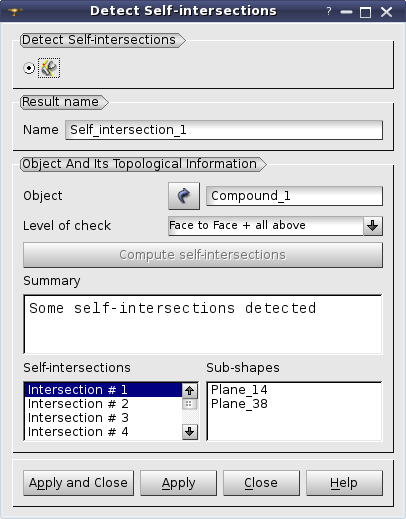 Detect Self-intersections
?
Detect Self-intersections
Result name
Name Self_intersection_1
Object And Its Topological Information
Object Compound_1
Level of check Face to Face + all above
Compute self-intersections
Summary
Some self-intersections detected
Self-intersections Sub-shapes
Intersection # 1 Plane_14
Intersection # 2 Plane_38
Intersection # 3
Intersection # 4
Apply and Close Apply Close Help